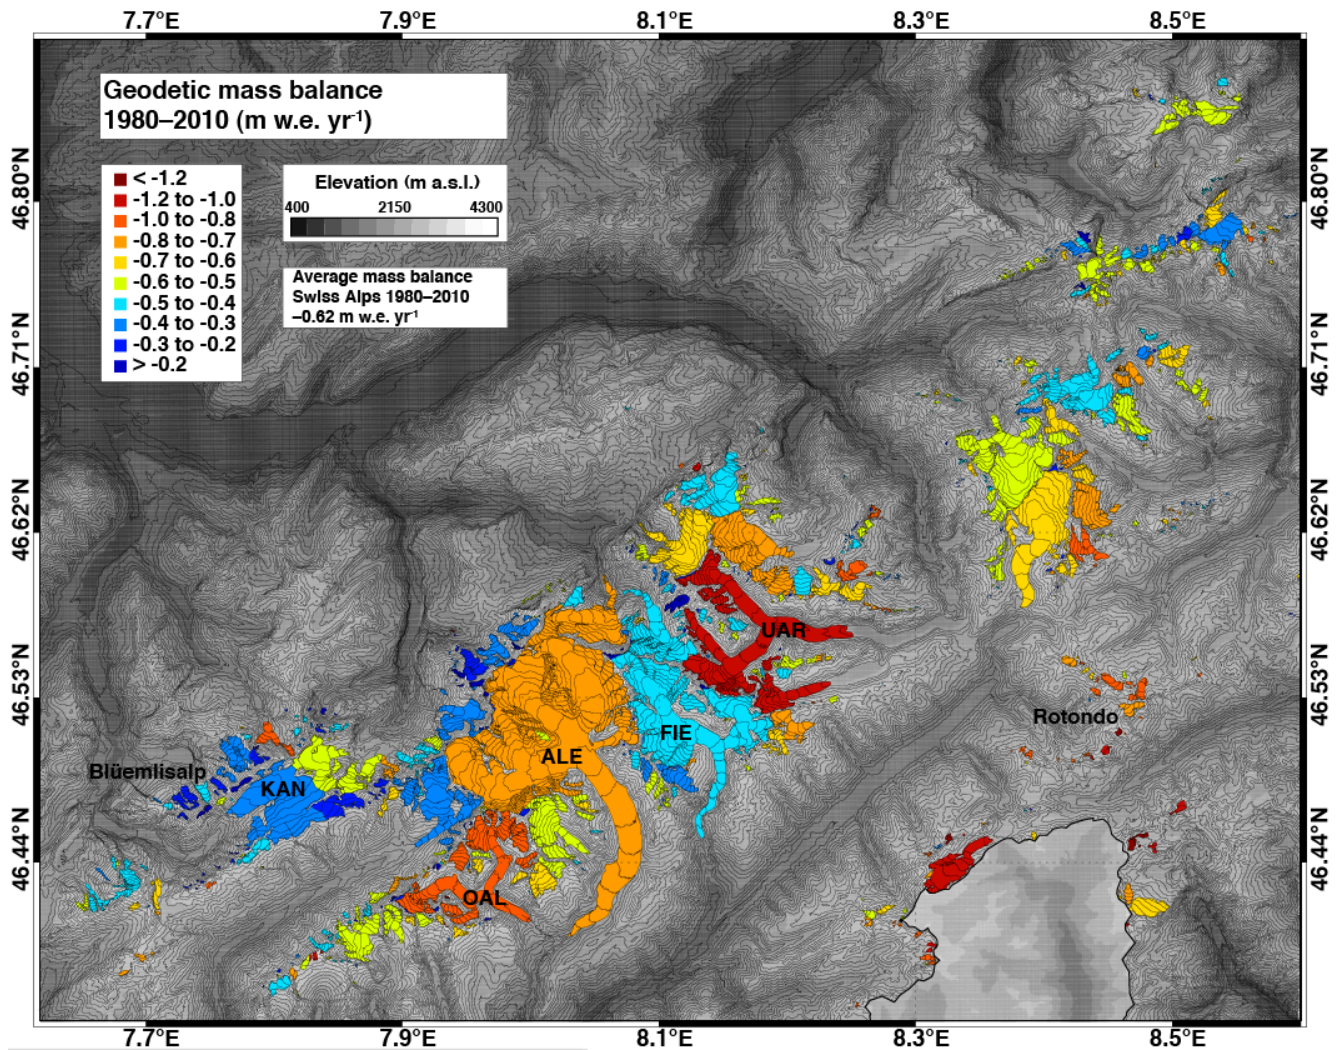 7.7°E 7.9°E 8.1°E 8.3°E 8.5°E
Geodetic mass balance
1980–2010 (m w.e. yr-1)
< -1.2
-1.2 to -1.0
-1.0 to -0.8
-0.8 to -0.7
-0.7 to -0.6
-0.6 to -0.5
-0.5 to -0.4
-0.4 to -0.3
-0.3 to -0.2
> -0.2
Elevation (m a.s.l.)
400 2150 4300
Average mass balance
Swiss Alps 1980–2010
–0.62 m w.e. yr-1
46.80°N 46.80°N
46.71°N 46.71°N
46.62°N 46.62°N
46.53°N 46.53°N
46.44°N 46.44°N
UAR
Rotondo
FIE
ALE
Blüemlisalp
KAN
OAL
7.7°E 7.9°E 8.1°E 8.3°E 8.5°E